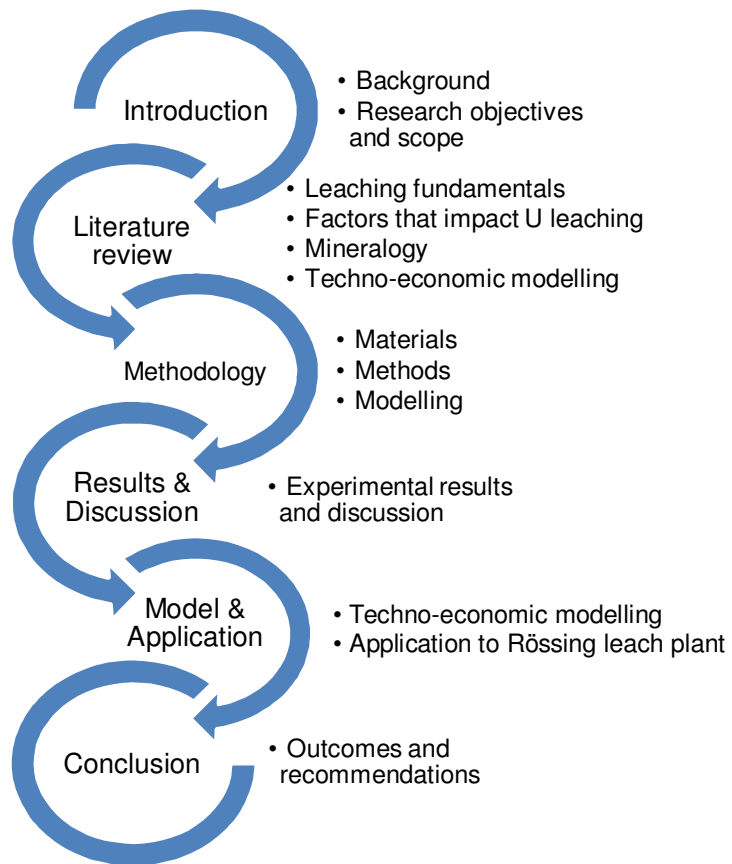 Introduction
• Background
• Research objectives
and scope
Literature
review
• Leaching fundamentals
• Factors that impact U leaching
• Mineralogy
• Techno-economic modelling
Methodology
• Materials
• Methods
• Modelling
Results &
Discussion
• Experimental results
and discussion
Model &
Application
• Techno-economic modelling
• Application to Rössing leach plant
Conclusion
• Outcomes and
recommendations